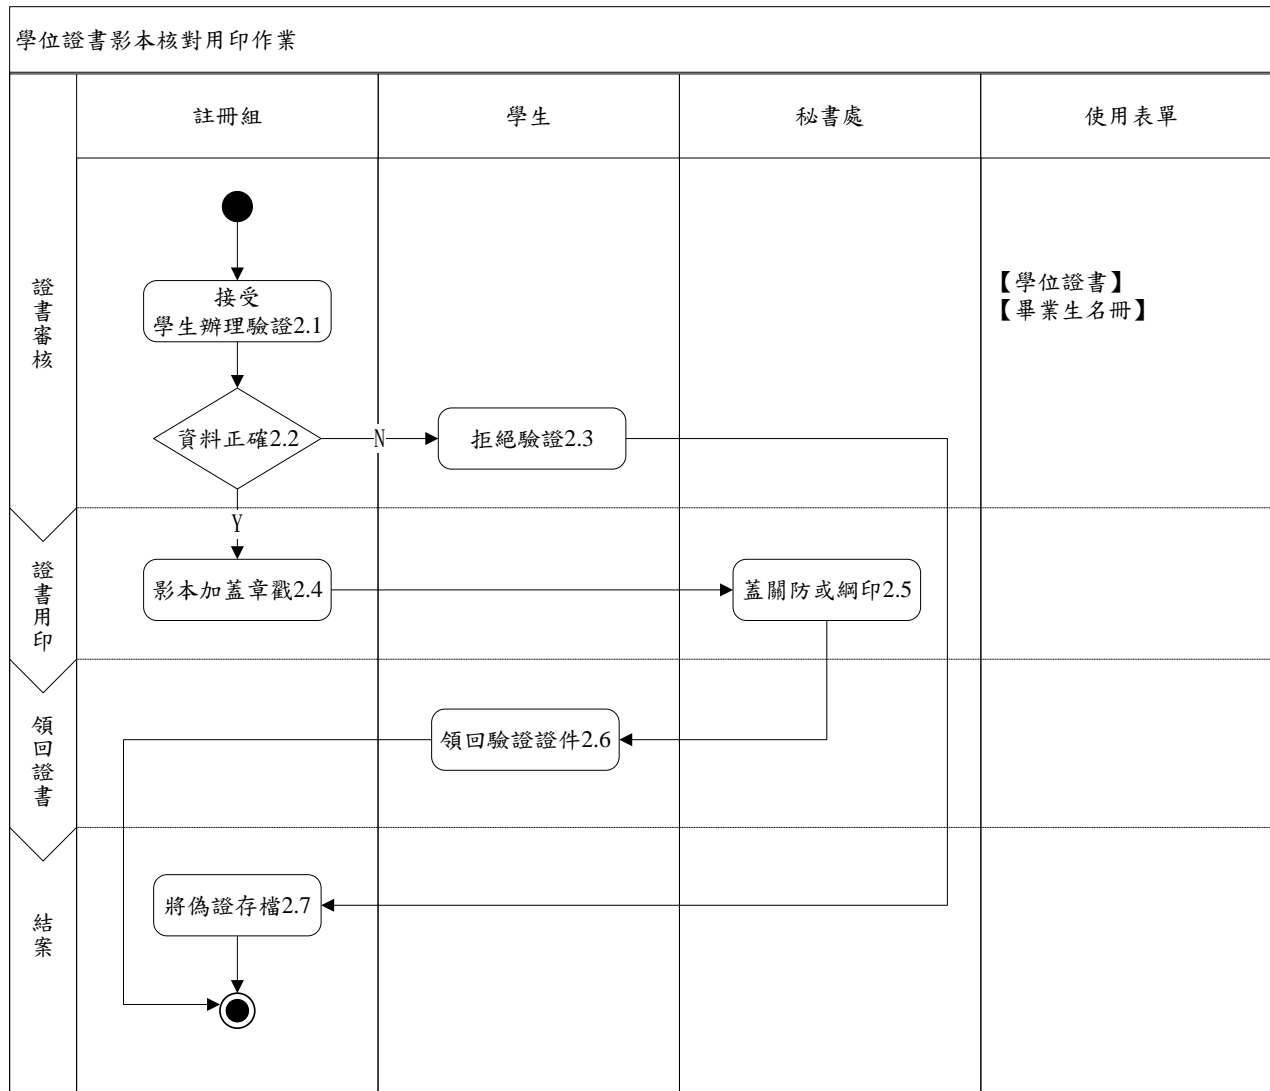 學位證書影本核對用印作業
註冊組
學生
秘書處
使用表單
證書審核
接受
學生辦理驗證2.1
【學位證書】
【畢業生名冊】
資料正確2.2
N
拒絕驗證2.3
Y
證書用印
影本加蓋章戳2.4
蓋關防或綱印2.5
領回證書
領回驗證證件2.6
結案
將偽證存檔2.7